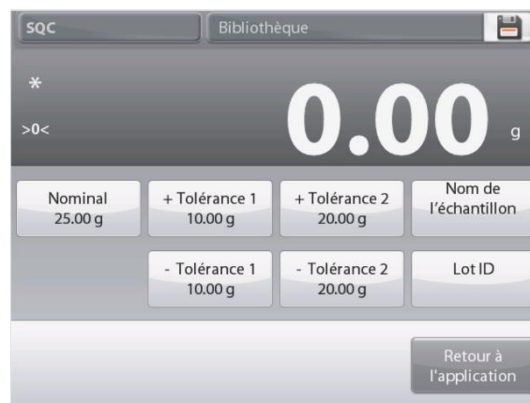 SQC
Bibliothèque
*
>0<
0.00 g
Nominal
25.00 g
+ Tolérance 1
10.00 g
+ Tolérance 2
20.00 g
Nom de
l'échantillon
- Tolérance 1
10.00 g
- Tolérance 2
20.00 g
Lot ID
Retour à
l'application